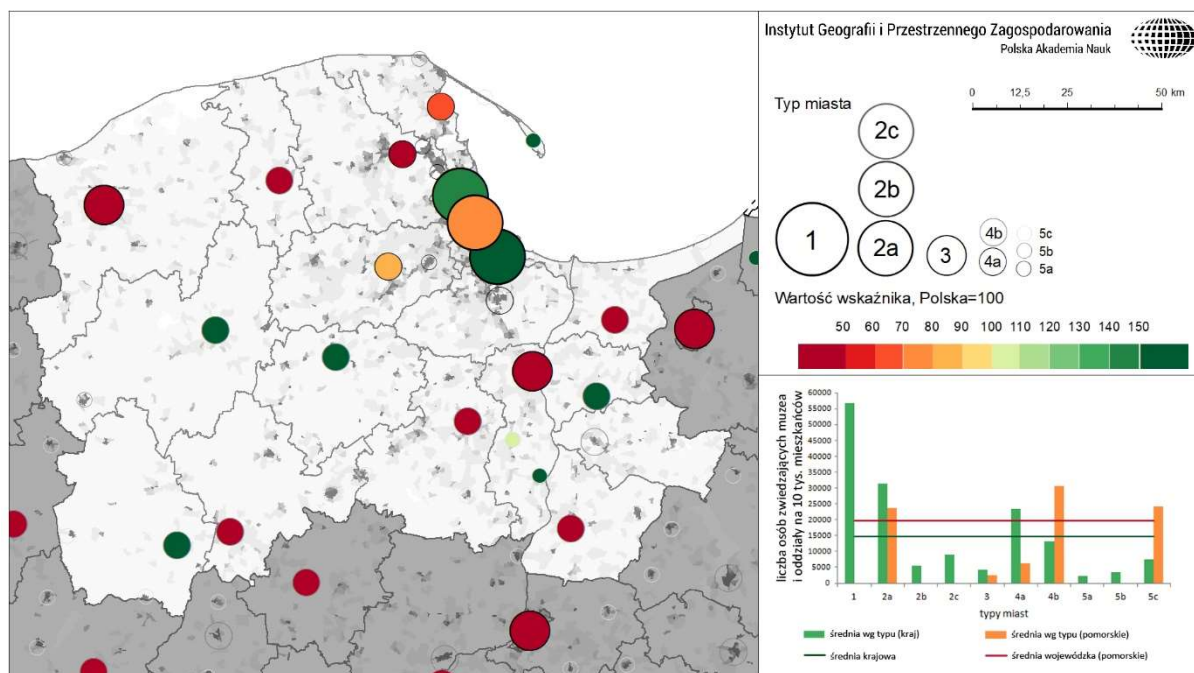 Instytut Geografii i Przestrzennego Zagospodarowania
Polska Akademia Nauk
Typ miasta
0 12,5 25 50 km
2c
2b
1
2a
3
4b
4a
5c
5b
5a
Wartość wskaźnika, Polska=100
50 60 70 80 90 100 110 120 130 140 150
liczba osób zwiedzających muzea
i oddziały na 10 tys. mieszkańców
60000
55000
50000
45000
40000
35000
30000
25000
20000
15000
10000
5000
0
1 2a 2b 2c 3 4a 4b 5a 5b 5c
typy miast
średnia wg typu (kraj)
średnia wg typu (pomorskie)
średnia krajowa
średnia wojewódzka (pomorskie)